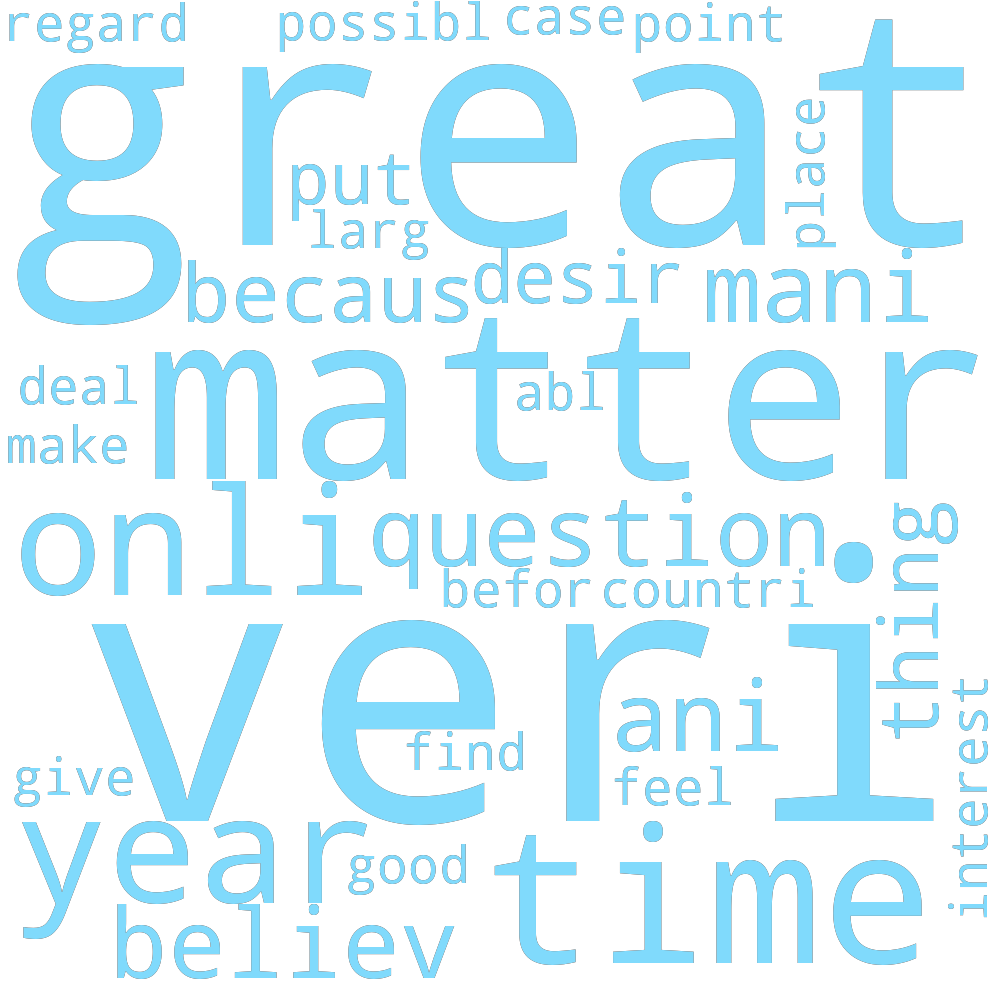 regard
possibl
case
point
great
place
put
larg
becaus
desir
mani
matter
deal
abl
make
onli
question
thing
befor
countri
veri
ani
interest
find
give
feel
year
time
good
believ